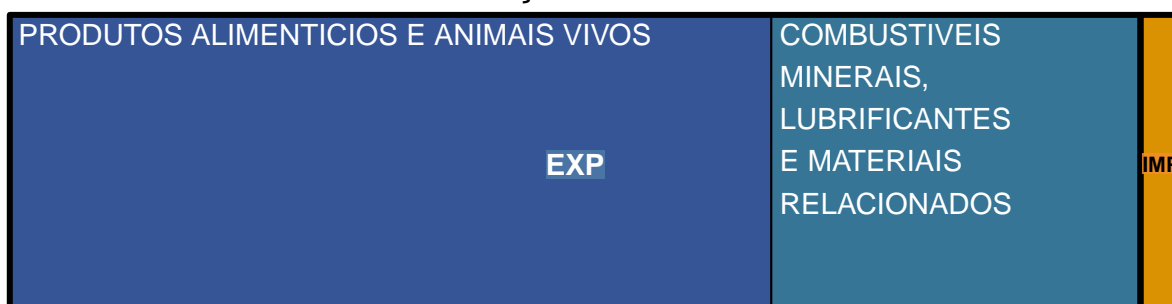 PRODUTOS ALIMENTICIOS E ANIMAIS VIVOS
EXP
COMBUSTIVEIS
MINERAIS,
LUBRIFICANTES
E MATERIAIS
RELACIONADOS